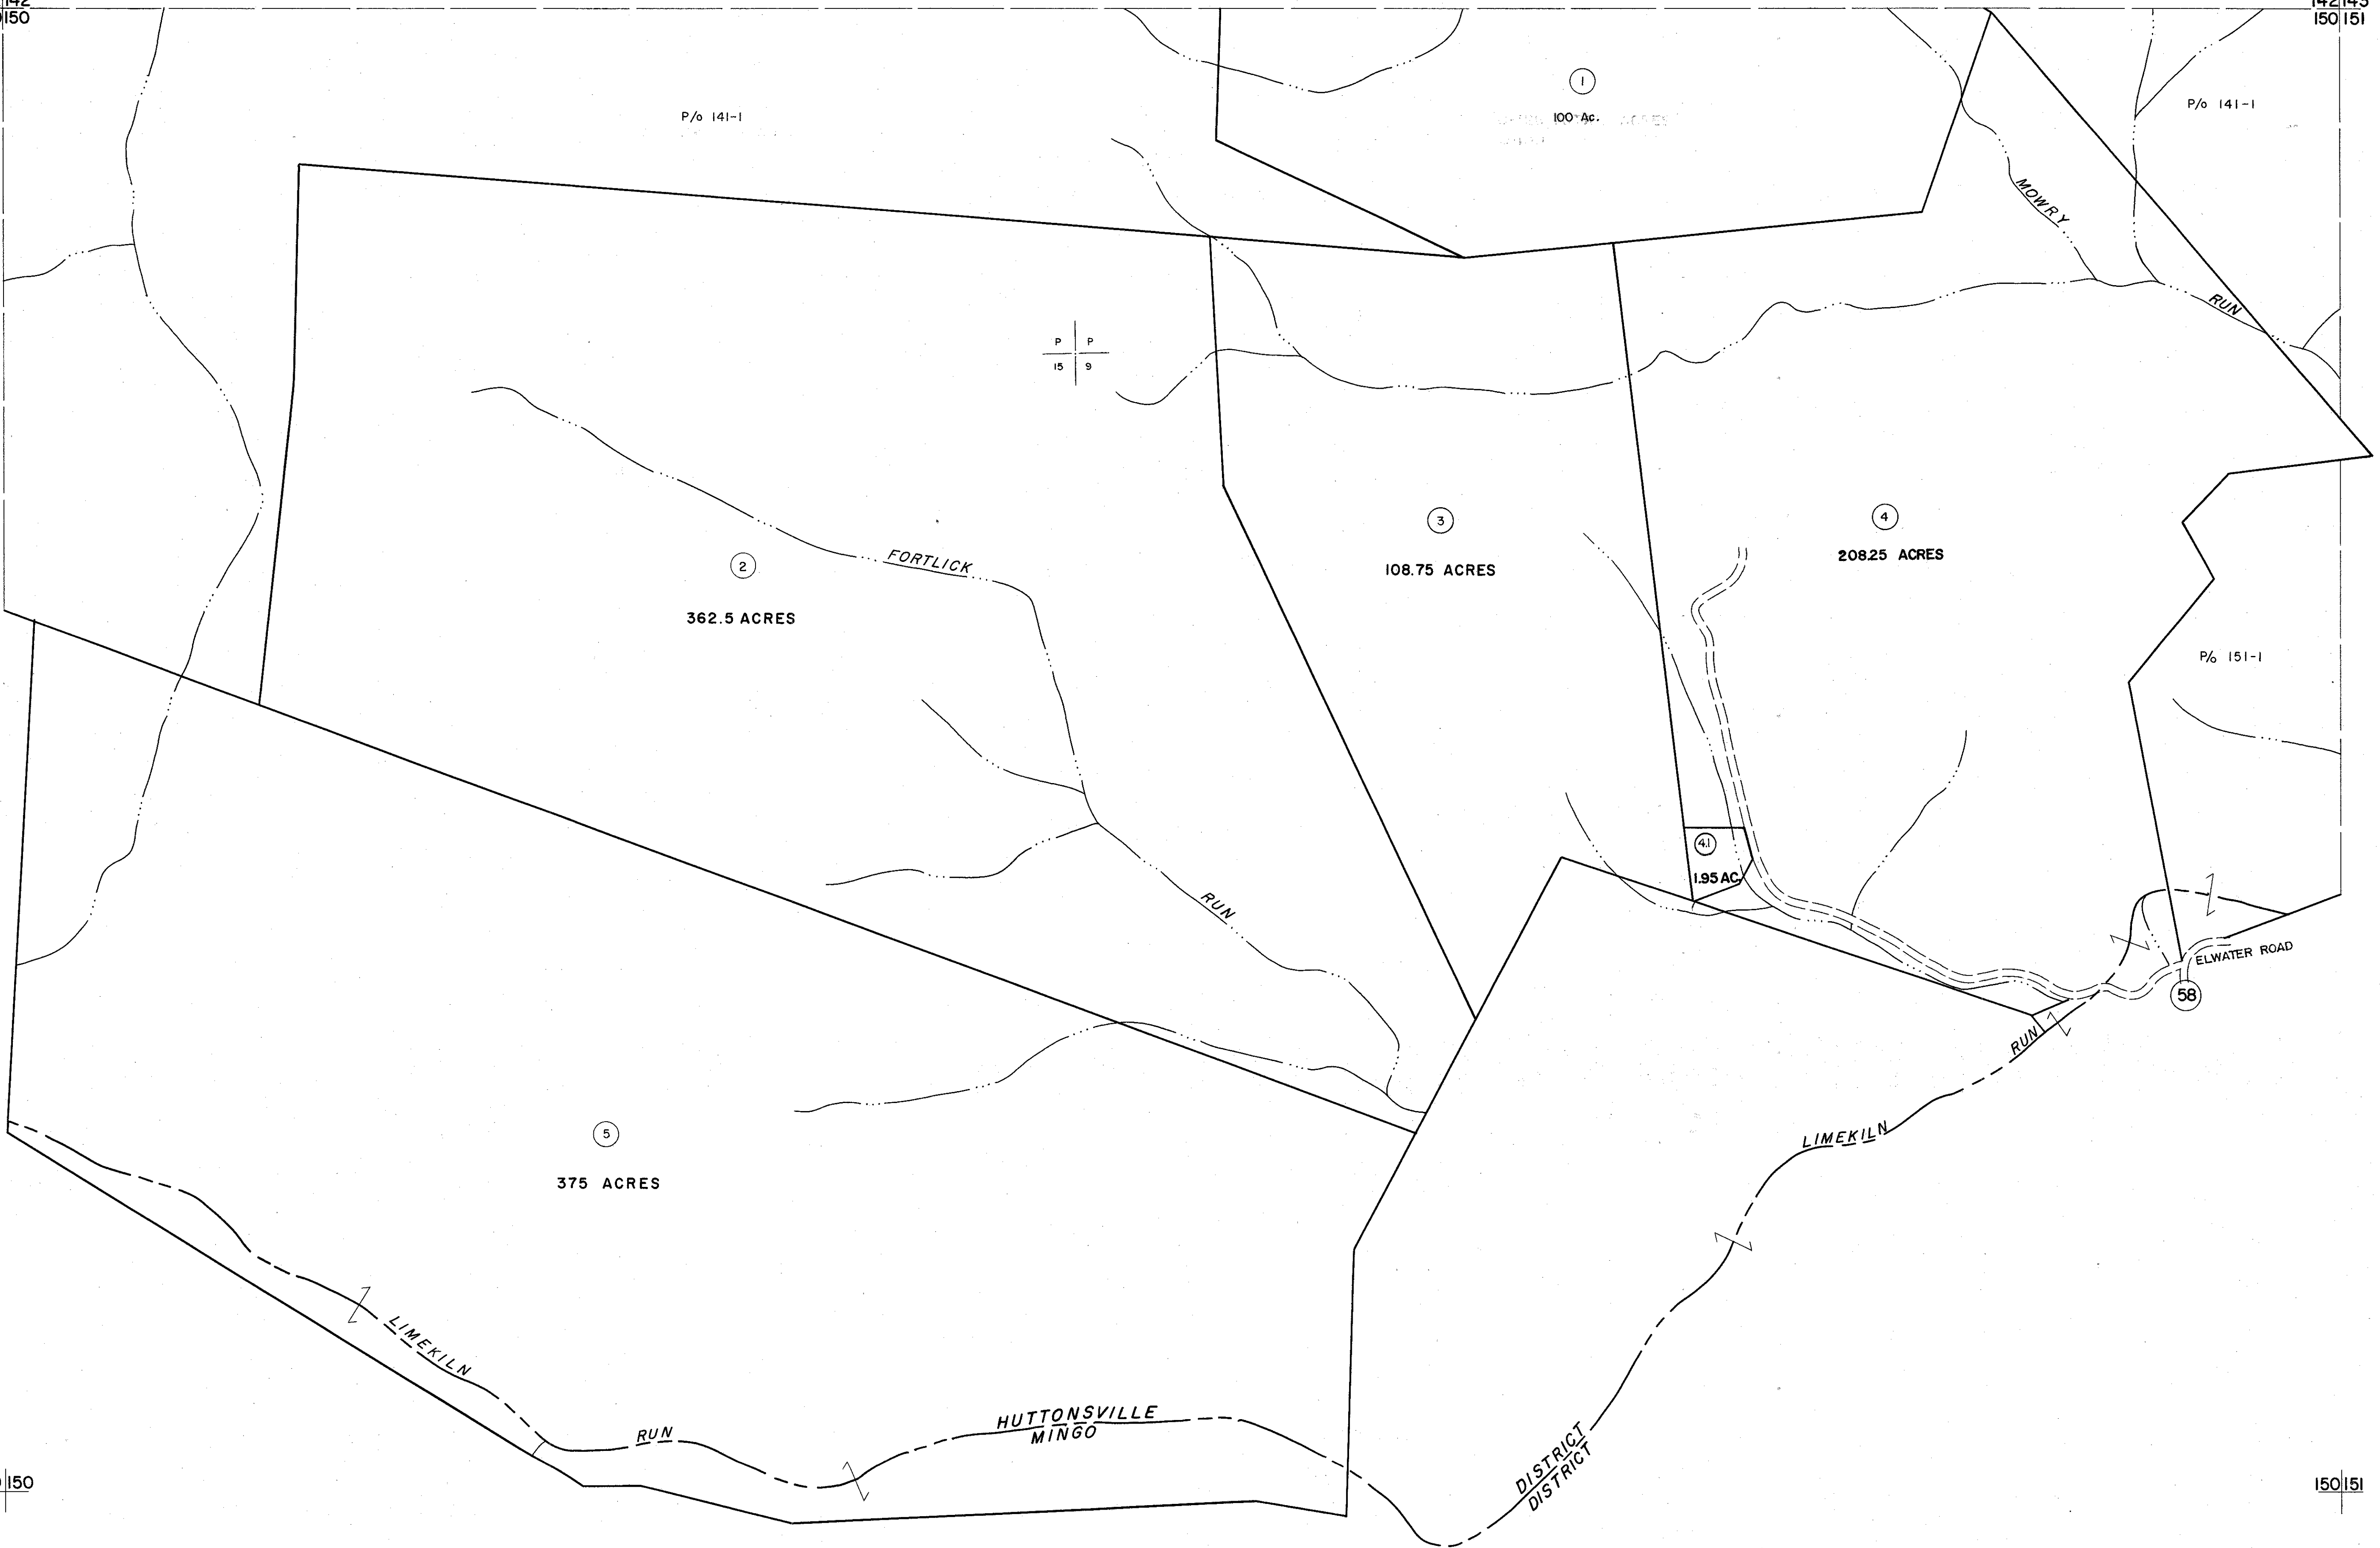 142
150
142 143
150 151
1
100 Ac.
P/o 141-1
P/o 141-1
MOWRY
RUN
P P
15 9
3
108.75 ACRES
4
208.25 ACRES
FORTLICK
2
362.5 ACRES
P/o 151-1
4.1
1.95 AC.
RUN
ELWATER ROAD
58
RUN
LIMEKILN
5
375 ACRES
LIMEKILN
RUN
HUTTONSVILLE
MINGO
DISTRICT
DISTRICT
150
150 151